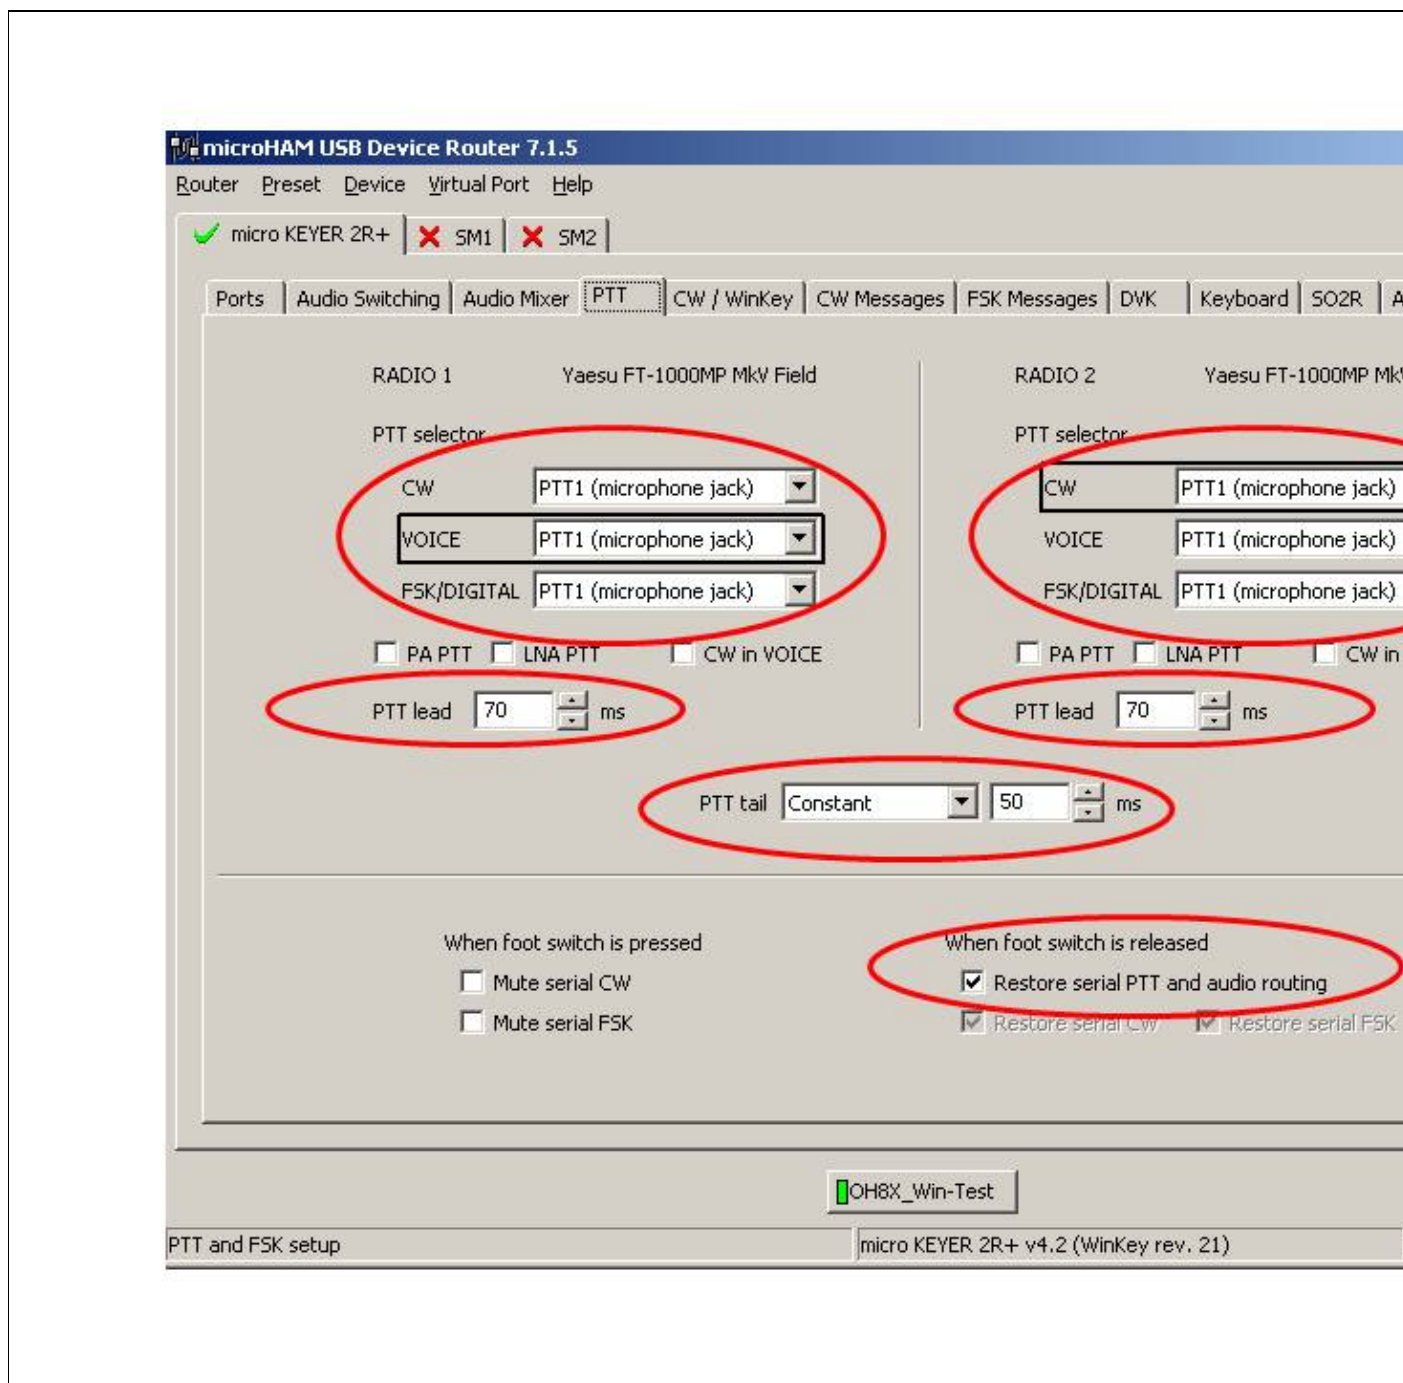 microHAM USB Device Router 7.1.5
Router Preset Device Virtual Port Help
micro KEYER 2R+ SM1 SM2
Ports Audio Switching Audio Mixer PTT CW / WinKey CW Messages FSK Messages DVK Keyboard SO2R A
RADIO 1 Yaesu FT-1000MP MkV Field RADIO 2 Yaesu FT-1000MP MkV
PTT selector PTT selector
CW PTT1 (microphone jack) CW PTT1 (microphone jack)
VOICE PTT1 (microphone jack) VOICE PTT1 (microphone jack)
FSK/DIGITAL PTT1 (microphone jack) FSK/DIGITAL PTT1 (microphone jack)
PA PTT LNA PTT CW in VOICE PA PTT LNA PTT CW in
PTT lead 70 ms PTT lead 70 ms
PTT tail Constant 50 ms
When foot switch is pressed When foot switch is released
Mute serial CW Restore serial PTT and audio routing
Mute serial FSK Restore serial CW Restore serial FSK
OH8X_Win-Test
PTT and FSK setup micro KEYER 2R+ v4.2 (WinKey rev. 21)